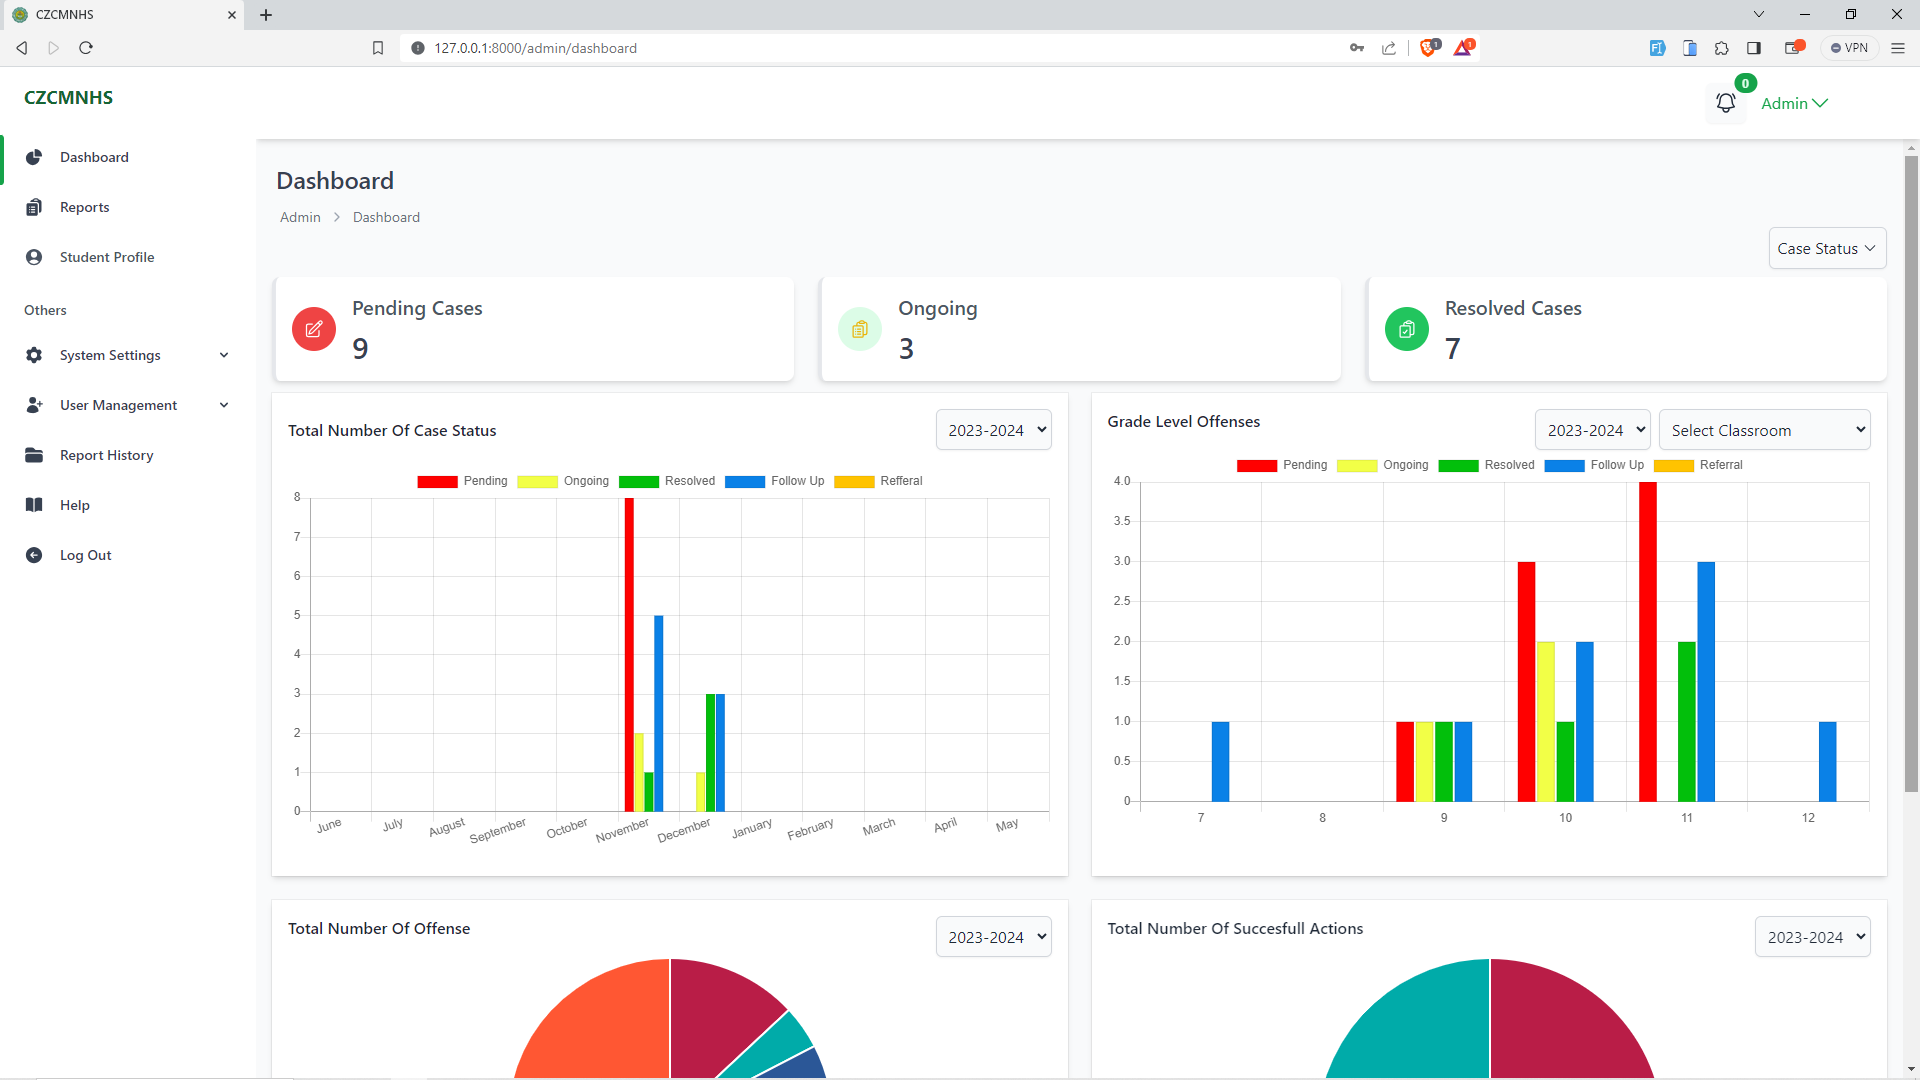 CZCMNHS
127.0.0.1:8000/admin/dashboard
1
1
VPN
CZCMNHS
0
Admin
Dashboard
Reports
Student Profile
Others
System Settings
User Management
Report History
Help
Log Out
Dashboard
Admin > Dashboard
Case Status
Pending Cases
9
Ongoing
3
Resolved Cases
7
Total Number Of Case Status
2023-2024
Pending Ongoing Resolved Follow Up Refferal
8
7
6
5
4
3
2
1
0
June July August September October November December January February March April May
Grade Level Offenses
2023-2024
Select Classroom
Pending Ongoing Resolved Follow Up Referral
4.0
3.5
3.0
2.5
2.0
1.5
1.0
0.5
0
7 8 9 10 11 12
Total Number Of Offense
2023-2024
Total Number Of Succesfull Actions
2023-2024